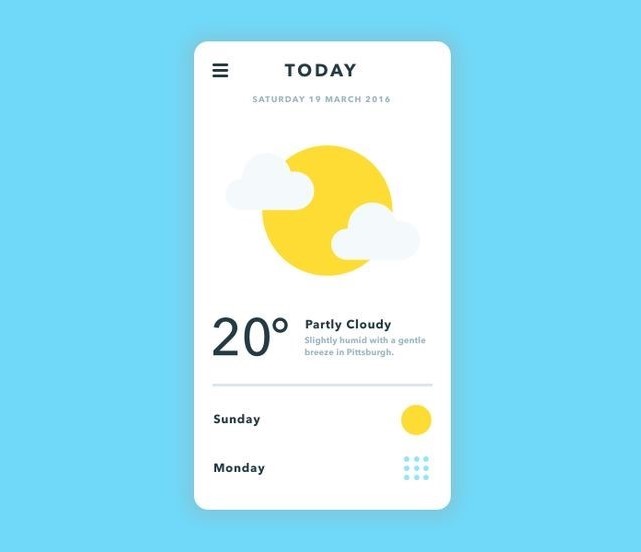 TODAY
SATURDAY 19 MARCH 2016
20°
Partly Cloudy
Slightly humid with a gentle
breeze in Pittsburgh.
Sunday
Monday